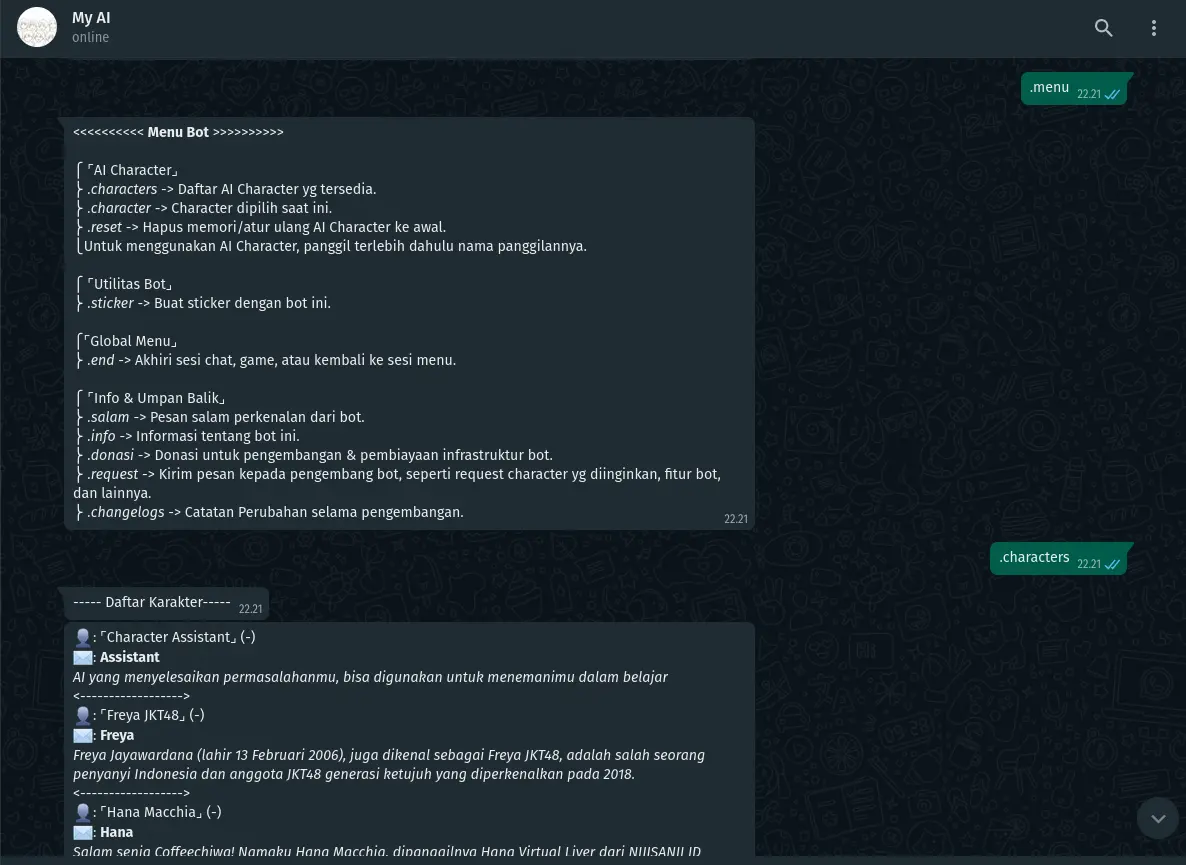 My AI
online
.menu 22.21
<<<<<<<<<< Menu Bot >>>>>>>>>>
⎧「AI Character」
⎬ .characters -> Daftar AI Character yg tersedia.
⎬ .character -> Character dipilih saat ini.
⎬ .reset -> Hapus memori/atur ulang AI Character ke awal.
⎩Untuk menggunakan AI Character, panggil terlebih dahulu nama panggilannya.
⎧「Utilitas Bot」
⎬ .sticker -> Buat sticker dengan bot ini.
⎧「Global Menu」
⎬ .end -> Akhiri sesi chat, game, atau kembali ke sesi menu.
⎧「Info & Umpan Balik」
⎬ .salam -> Pesan salam perkenalan dari bot.
⎬ .info -> Informasi tentang bot ini.
⎬ .donasi -> Donasi untuk pengembangan & pembiayaan infrastruktur bot.
⎬ .request -> Kirim pesan kepada pengembang bot, seperti request character yg diinginkan, fitur bot,
dan lainnya.
⎬ .changelogs -> Catatan Perubahan selama pengembangan.
22.21
.characters 22.21
----- Daftar Karakter----- 22.21
👤: 「Character Assistant」 (-)
✉️: Assistant
AI yang menyelesaikan permasalahanmu, bisa digunakan untuk menemanimu dalam belajar
<------------------>
👤: 「Freya JKT48」 (-)
✉️: Freya
Freya Jayawardana (lahir 13 Februari 2006), juga dikenal sebagai Freya JKT48, adalah salah seorang
penyanyi Indonesia dan anggota JKT48 generasi ketujuh yang diperkenalkan pada 2018.
<------------------>
👤: 「Hana Macchia」 (-)
✉️: Hana
Salam senja Coffeechiwa! Namaku Hana Macchia, dipanggilnya Hana Virtual Liver dari NIJISANJI ID